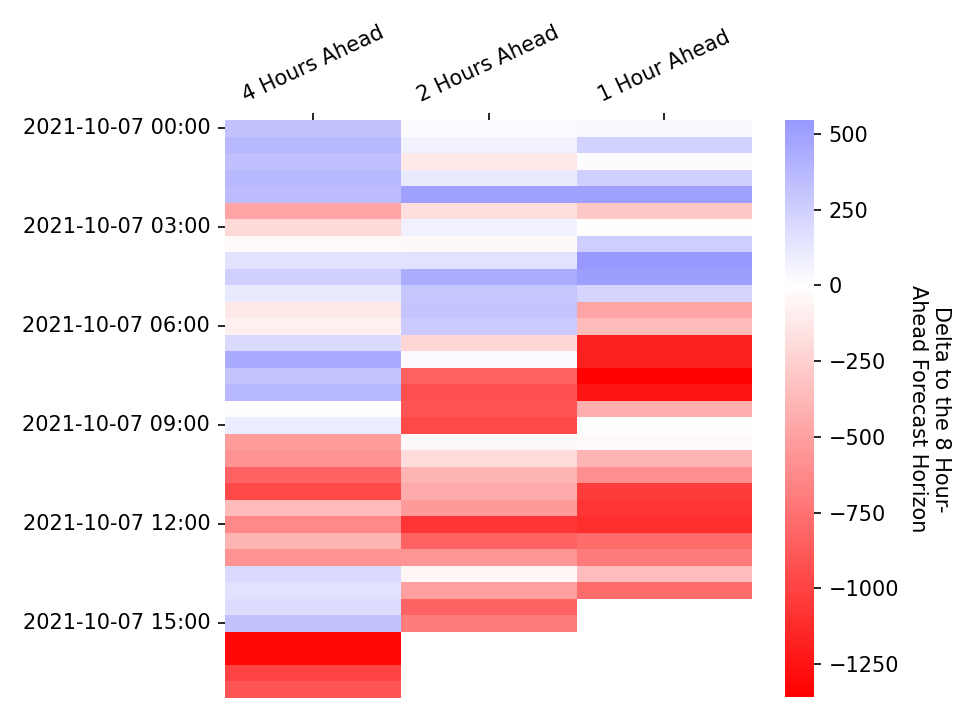 4 Hours Ahead
2 Hours Ahead
1 Hour Ahead
2021-10-07 00:00
2021-10-07 03:00
2021-10-07 06:00
2021-10-07 09:00
2021-10-07 12:00
2021-10-07 15:00
500
250
0
−250
−500
−750
−1000
−1250
Delta to the 8 Hour-
Ahead Forecast Horizon